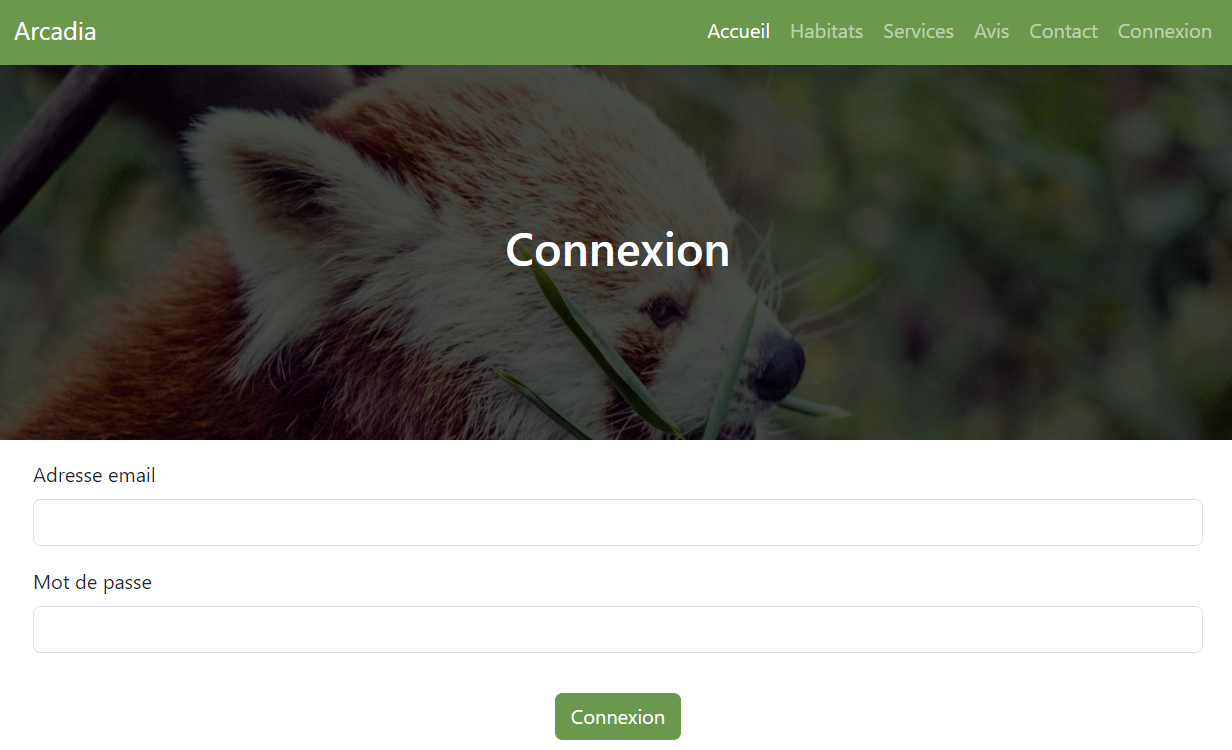 Arcadia Accueil Habitats Services Avis Contact Connexion
Connexion
Adresse email
Mot de passe
Connexion